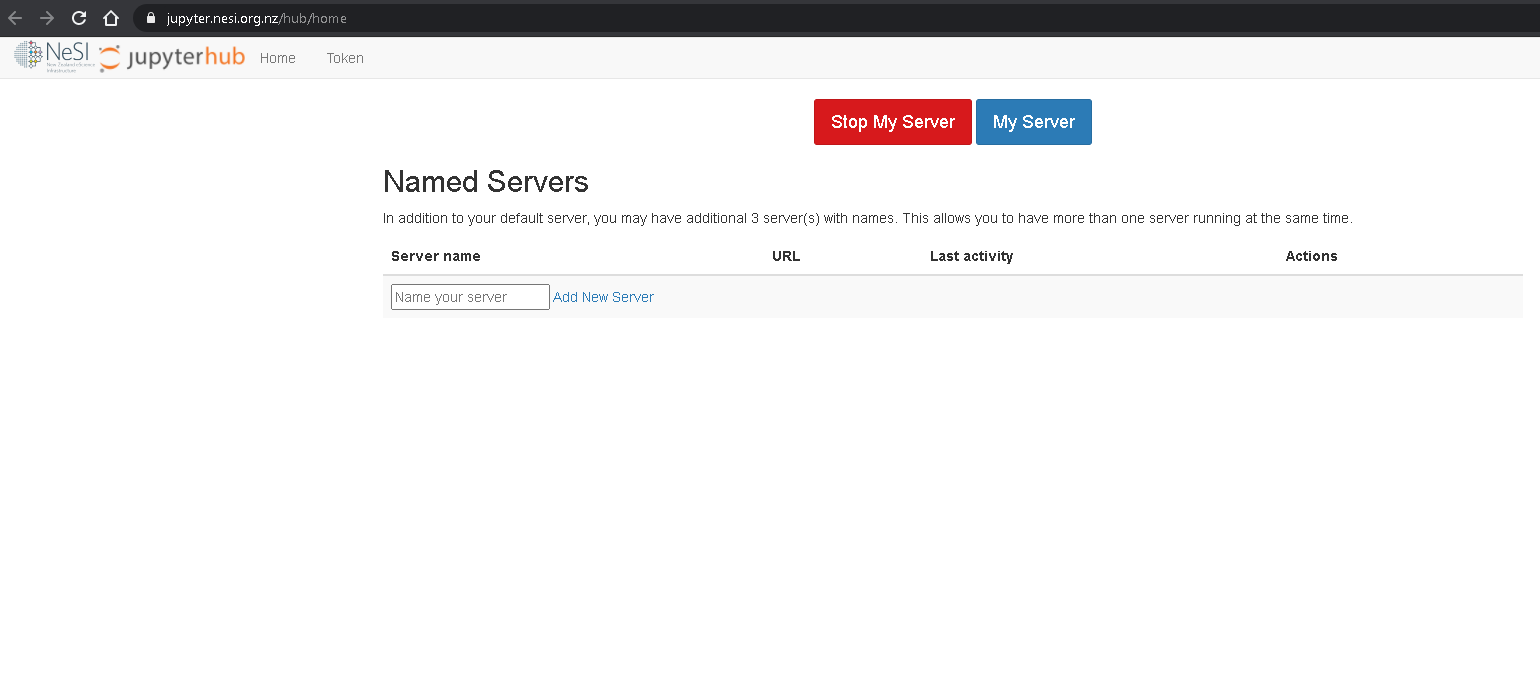 jupyter.nesi.org.nz/hub/home
NeSI
New Zealand eScience
Infrastructure
jupyterhub
Home
Token
Stop My Server
My Server
Named Servers
In addition to your default server, you may have additional 3 server(s) with names. This allows you to have more than one server running at the same time.
Server name URL Last activity Actions
Name your server Add New Server